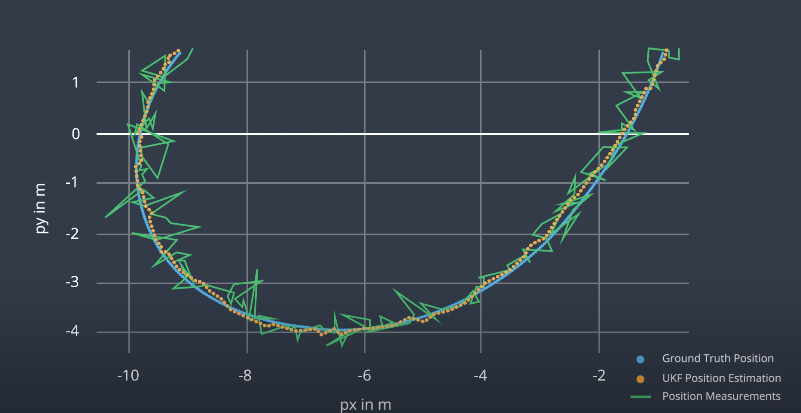 1
0
-1
-2
-3
-4
py in m
-10 -8 -6 -4 -2
px in m
Ground Truth Position
UKF Position Estimation
Position Measurements